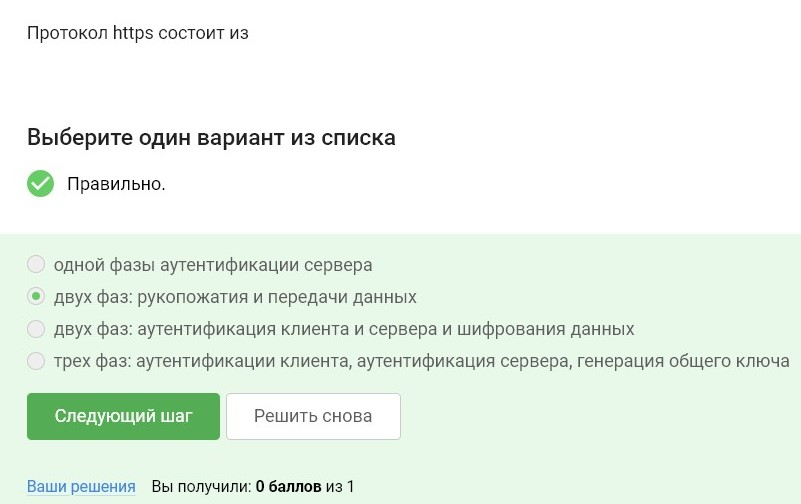 Протокол https состоит из
Выберите один вариант из списка
Правильно.
одной фазы аутентификации сервера
двух фаз: рукопожатия и передачи данных
двух фаз: аутентификация клиента и сервера и шифрования данных
трех фаз: аутентификации клиента, аутентификация сервера, генерация общего ключа
Следующий шаг Решить снова
Ваши решения Вы получили: 0 баллов из 1